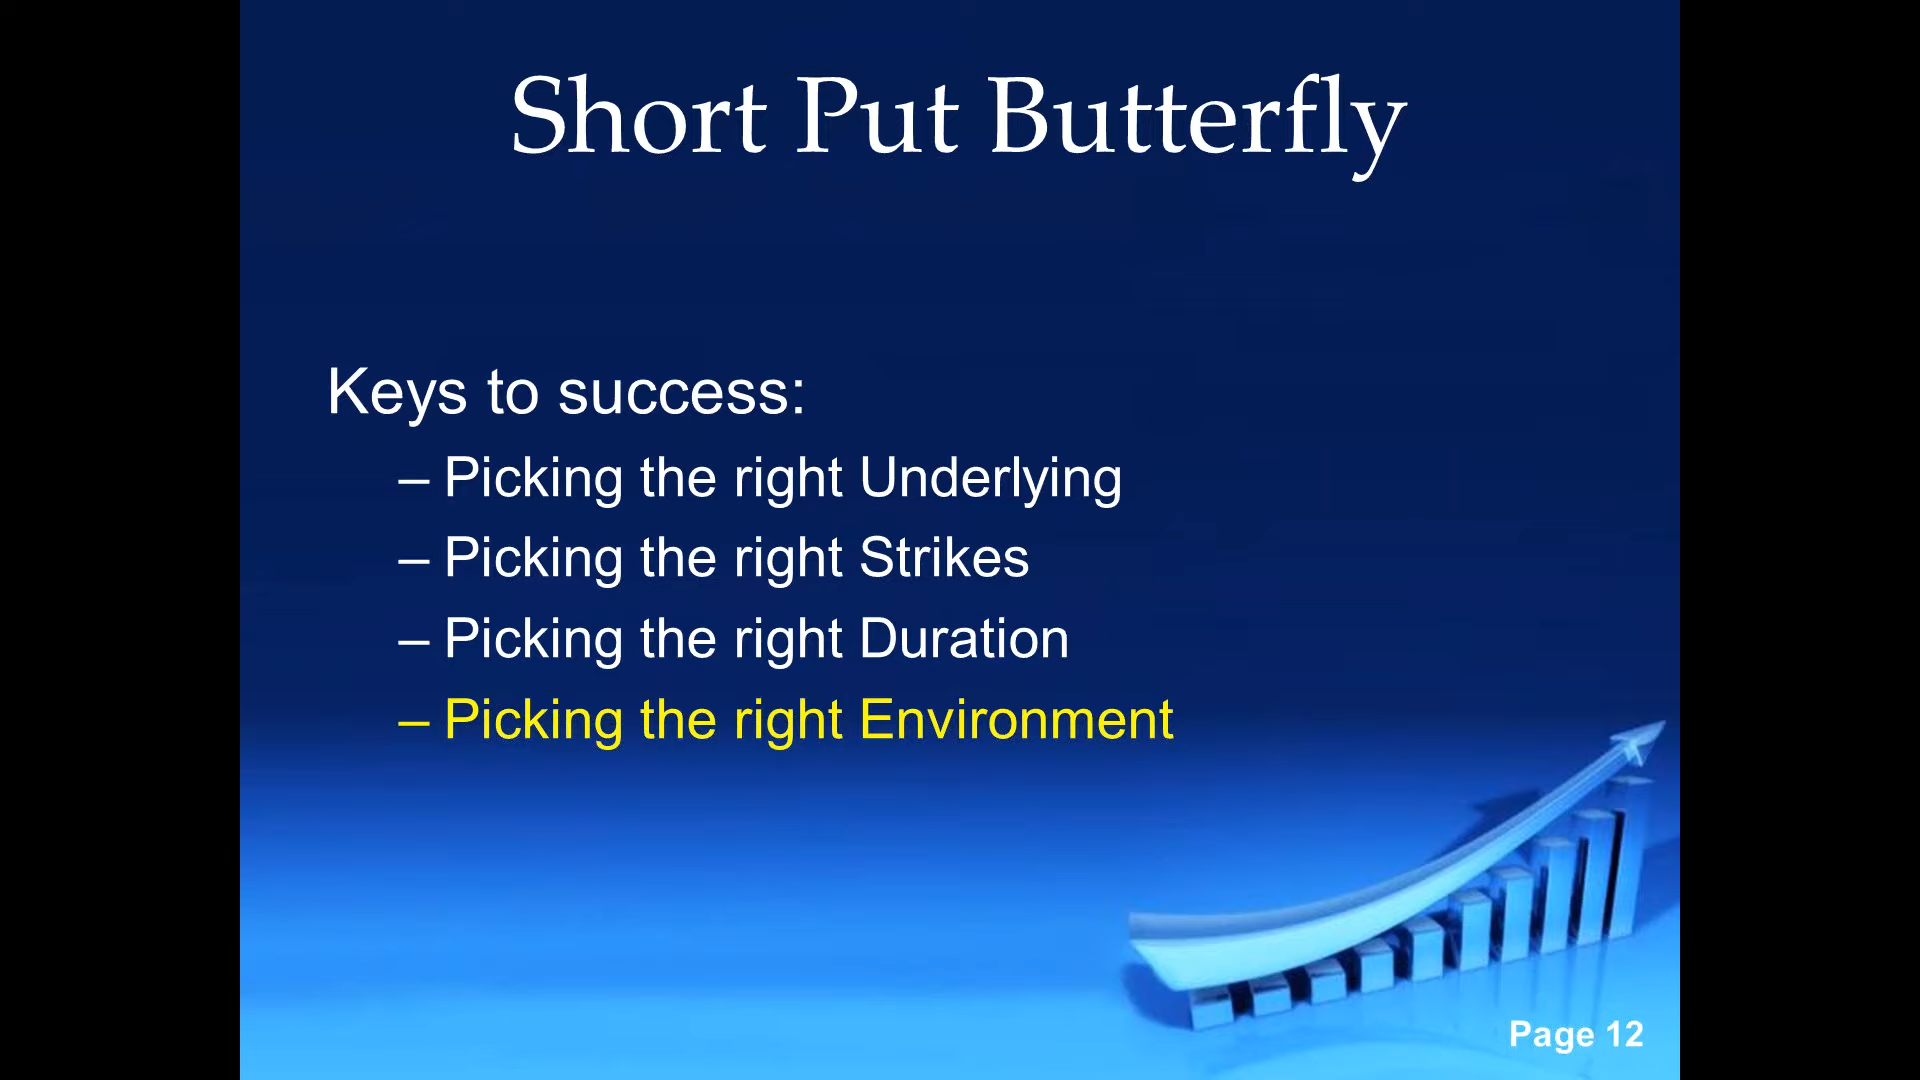 Short Put Butterfly
Keys to success:
– Picking the right Underlying
– Picking the right Strikes
– Picking the right Duration
– Picking the right Environment
Page 12